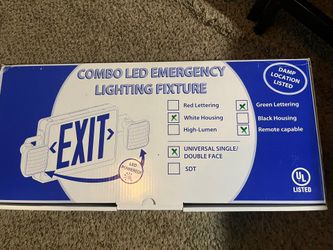 COMBO LED EMERGENCY
LIGHTING FIXTURE
DAMP
LOCATION
LISTED
Red Lettering
Green Lettering
White Housing
Black Housing
High-Lumen
Remote capable
UNIVERSAL SINGLE/
DOUBLE FACE
SDT
EXIT
LED
UL
LISTED